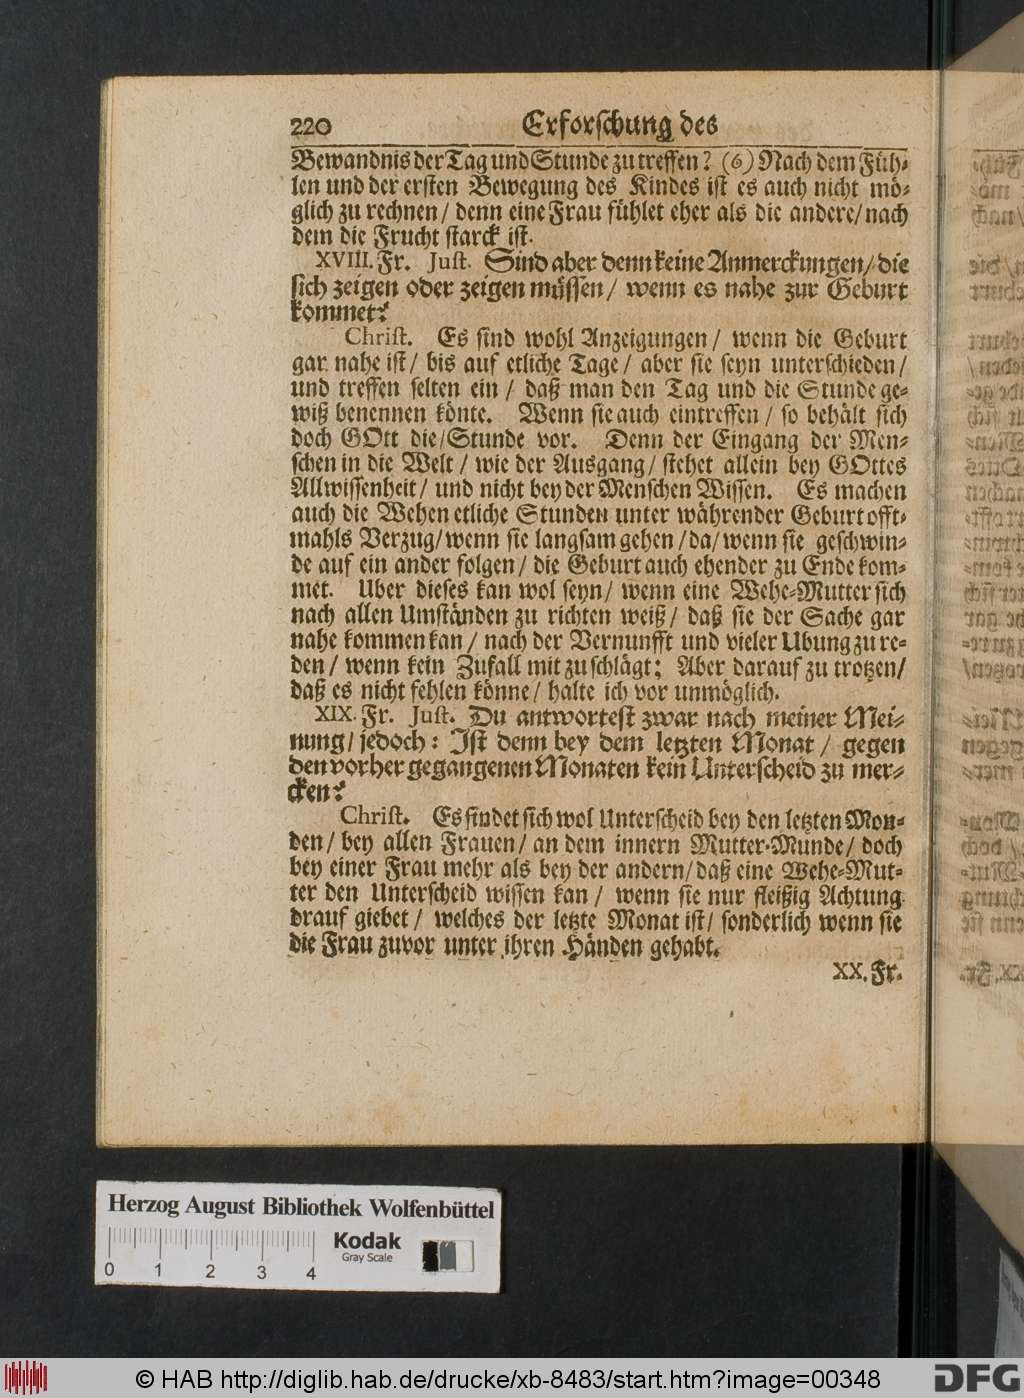 220 Erforschung des
Bewandnis der Tag und Stunde zu treffen? (6) Nach dem Füh-
len und der ersten Bewegung des Kindes ist es auch nicht mö-
glich zu rechnen/ denn eine Frau fühlet eher als die andere/ nach
dem die Frucht starck ist.
XVIII. Fr. Just. Sind aber denn keine Anmerckungen/ die
sich zeigen oder zeigen müssen/ wenn es nahe zur Geburt
kommet?
Christ. Es sind wohl Anzeigungen/ wenn die Geburt
gar nahe ist/ bis auf etliche Tage/ aber sie seyn unterschieden/
und treffen selten ein/ daß man den Tag und die Stunde ge-
wiß benennen könte. Wenn sie auch eintreffen/ so behält sich
doch GOtt die/Stunde vor. Denn der Eingang der Men-
schen in die Welt/ wie der Ausgang/ stehet allein bey GOttes
Allwissenheit/ und nicht bey der Menschen Wissen. Es machen
auch die Wehen etliche Stunden unter währender Geburt offt-
mahls Verzug/ wenn sie langsam gehen/ da/ wenn sie geschwin-
de auf ein ander folgen/ die Geburt auch ehender zu Ende kom-
met. Uber dieses kan wol seyn/ wenn eine Wehe-Mutter sich
nach allen Umständen zu richten weiß/ daß sie der Sache gar
nahe kommen kan/ nach der Vernunfft und vieler Ubung zu re-
den/ wenn kein Zufall mit zu schlägt; Aber darauf zu trotzen/
daß es nicht fehlen könne/ halte ich vor unmöglich.
XIX. Fr. Just. Du antwortest zwar nach meiner Mei-
nung/ jedoch: Ist denn bey dem letzten Monat/ gegen
den vorher gegangenen Monaten kein Unterscheid zu mer-
cken?
Christ. Es findet sich wol Unterscheid bey den letzten Mon-
den/ bey allen Frauen/ an dem innern Mutter-Munde/ doch
bey einer Frau mehr als bey der andern/ daß eine Wehe-Mut-
ter den Unterscheid wissen kan/ wenn sie nur fleißig Achtung
drauf giebet/ welches der letzte Monat ist/ sonderlich wenn sie
die Frau zuvor unter ihren Händen gehabt.
XX. Fr.
Herzog August Bibliothek Wolfenbüttel
Kodak
Gray Scale
0 1 2 3 4
© HAB http://diglib.hab.de/drucke/xb-8483/start.htm?image=00348
DFG